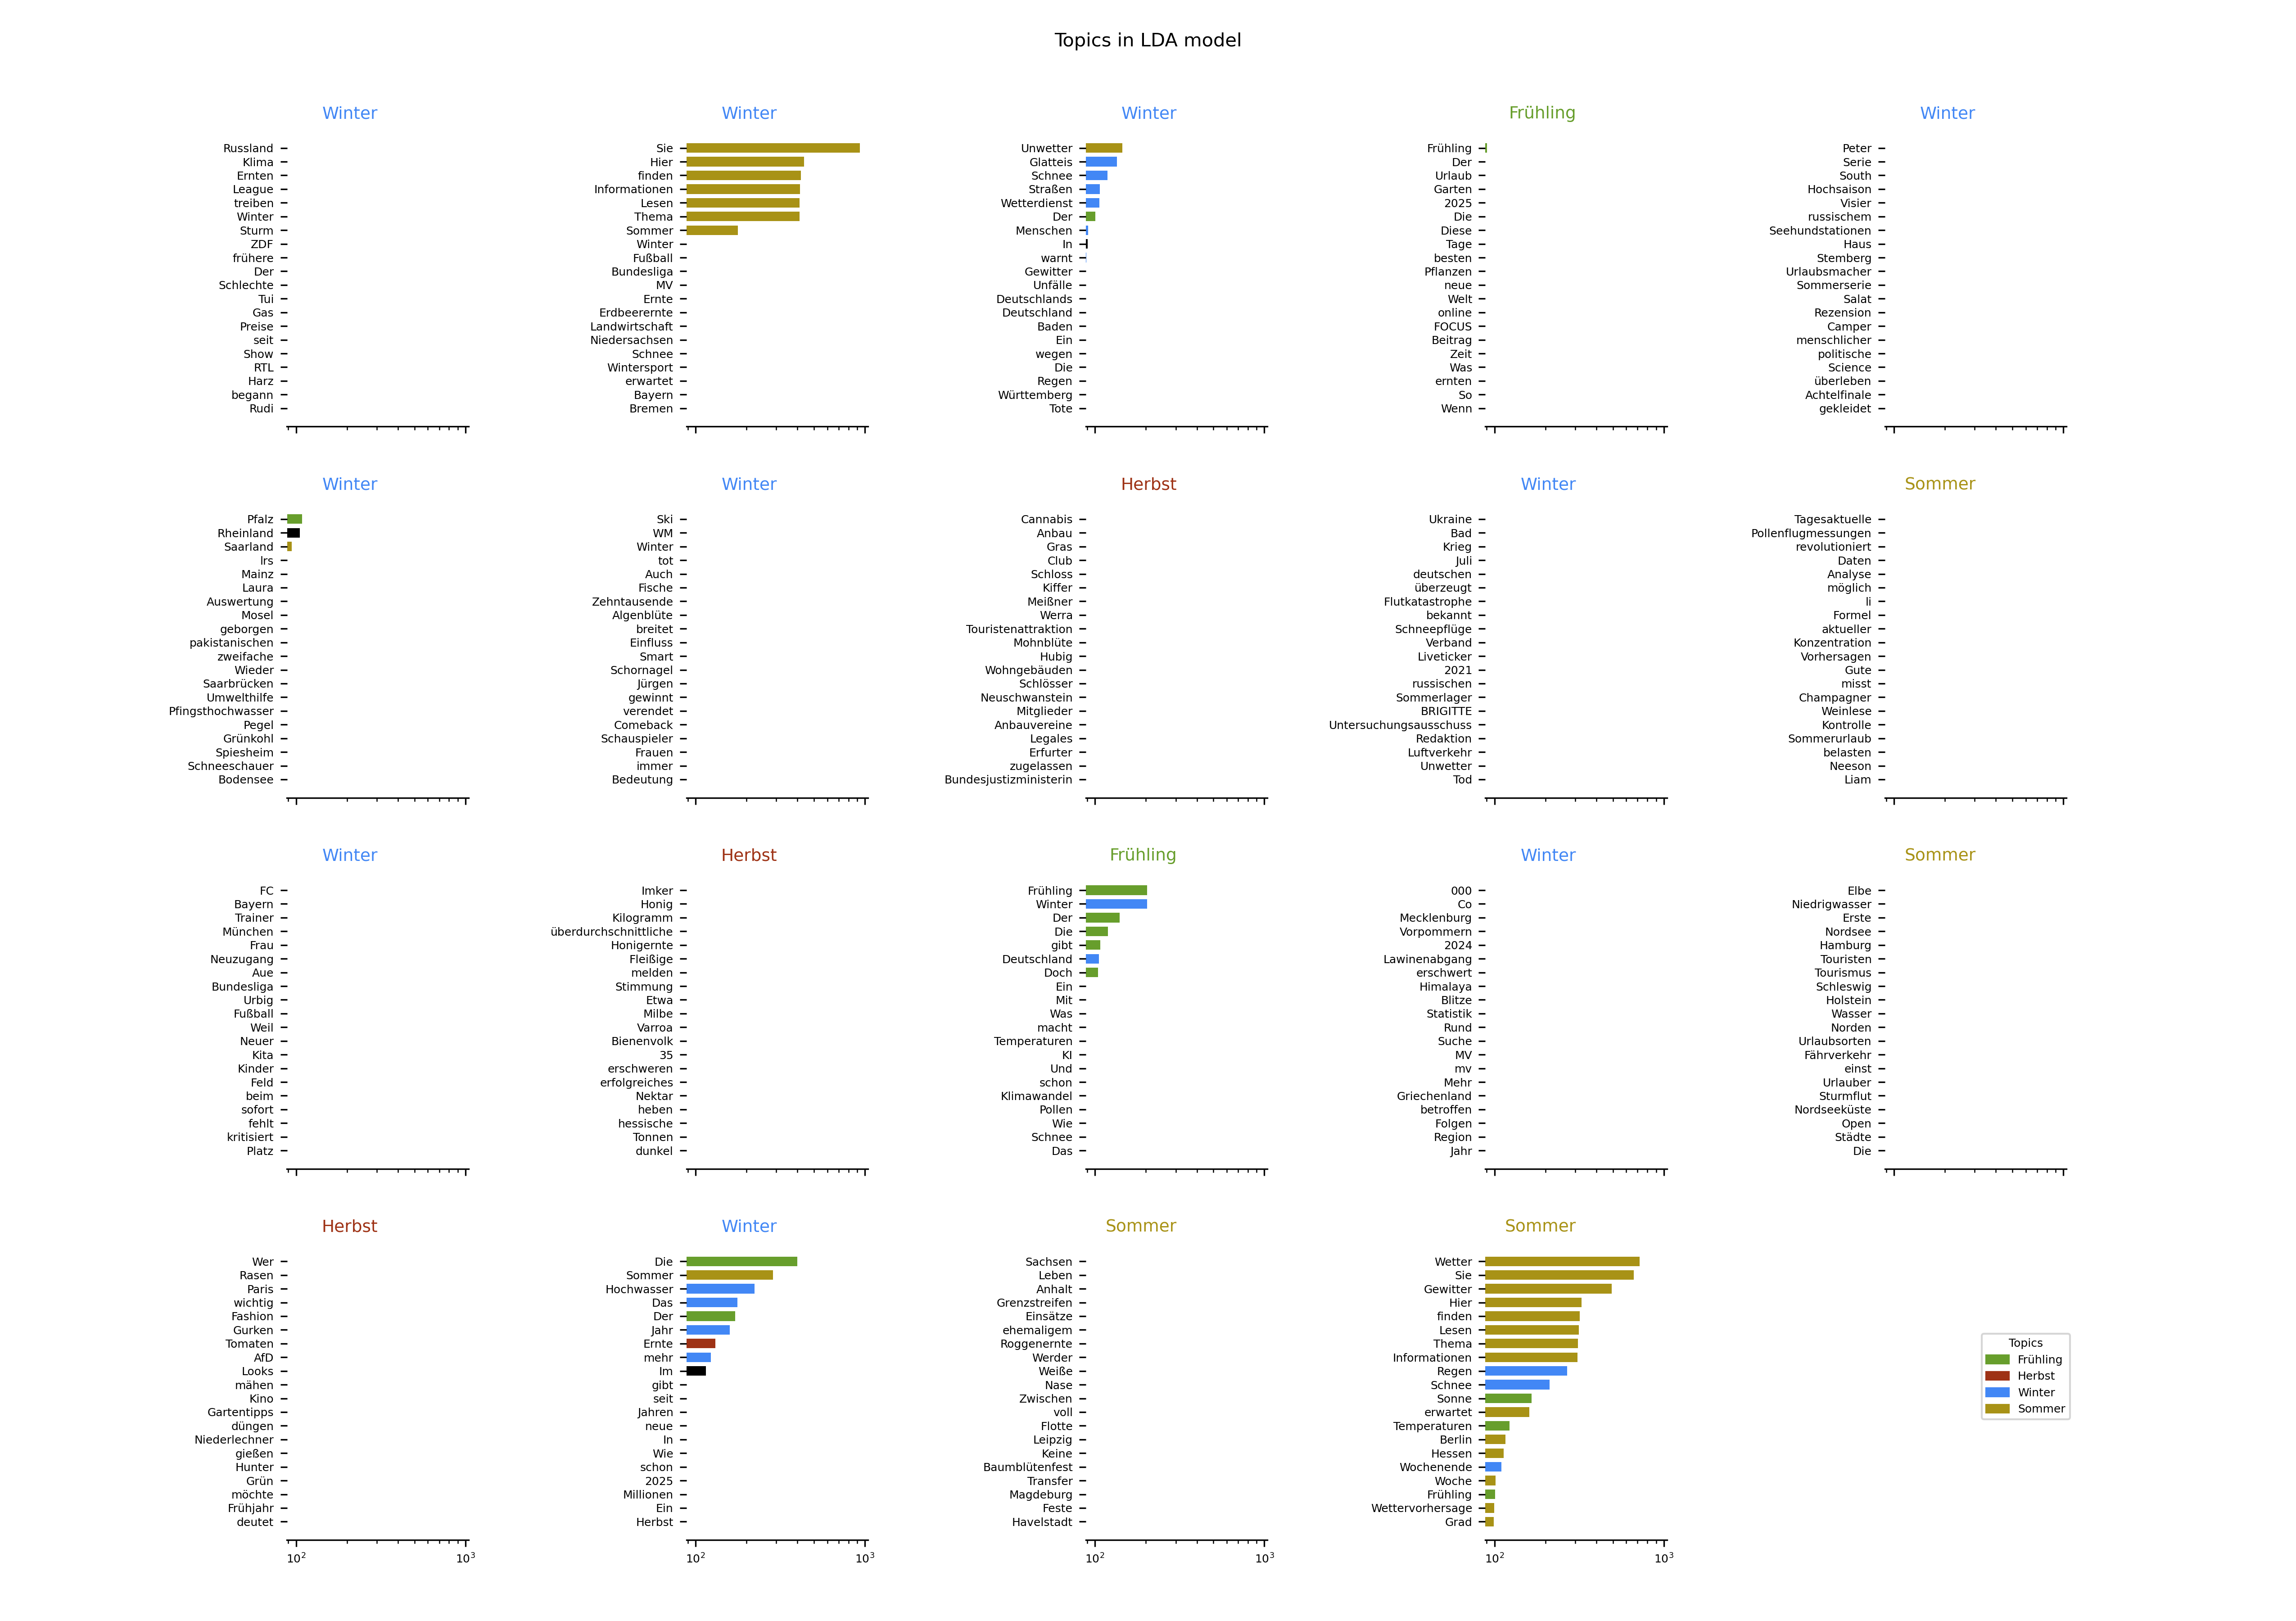 Topics in LDA model
Winter
Russland
Klima
Ernten
League
treiben
Winter
Sturm
ZDF
frühere
Der
Schlechte
Tui
Gas
Preise
seit
Show
RTL
Harz
begann
Rudi
Winter
Sie
Hier
finden
Informationen
Lesen
Thema
Sommer
Winter
Fußball
Bundesliga
MV
Ernte
Erdbeerernte
Landwirtschaft
Niedersachsen
Schnee
Wintersport
erwartet
Bayern
Bremen
Winter
Unwetter
Glatteis
Schnee
Straßen
Wetterdienst
Der
Menschen
In
warnt
Gewitter
Unfälle
Deutschlands
Deutschland
Baden
Ein
wegen
Die
Regen
Württemberg
Tote
Frühling
Frühling
Der
Urlaub
Garten
2025
Die
Diese
Tage
besten
Pflanzen
neue
Welt
online
FOCUS
Beitrag
Zeit
Was
ernten
So
Wenn
Winter
Peter
Serie
South
Hochsaison
Visier
russischem
Seehundstationen
Haus
Stemberg
Urlaubsmacher
Sommerserie
Salat
Rezension
Camper
menschlicher
politische
Science
überleben
Achtelfinale
gekleidet
Winter
Pfalz
Rheinland
Saarland
lrs
Mainz
Laura
Auswertung
Mosel
geborgen
pakistanischen
zweifache
Wieder
Saarbrücken
Umwelthilfe
Pfingsthochwasser
Pegel
Grünkohl
Spiesheim
Schneeschauer
Bodensee
Winter
Ski
WM
Winter
tot
Auch
Fische
Zehntausende
Algenblüte
breitet
Einfluss
Smart
Schornagel
Jürgen
gewinnt
verendet
Comeback
Schauspieler
Frauen
immer
Bedeutung
Herbst
Cannabis
Anbau
Gras
Club
Schloss
Kiffer
Meißner
Werra
Touristenattraktion
Mohnblüte
Hubig
Wohngebäuden
Schlösser
Neuschwanstein
Mitglieder
Anbauvereine
Legales
Erfurter
zugelassen
Bundesjustizministerin
Winter
Ukraine
Bad
Krieg
Juli
deutschen
überzeugt
Flutkatastrophe
bekannt
Schneepflüge
Verband
Liveticker
2021
russischen
Sommerlager
BRIGITTE
Untersuchungsausschuss
Redaktion
Luftverkehr
Unwetter
Tod
Sommer
Tagesaktuelle
Pollenflugmessungen
revolutioniert
Daten
Analyse
möglich
li
Formel
aktueller
Konzentration
Vorhersagen
Gute
misst
Champagner
Weinlese
Kontrolle
Sommerurlaub
belasten
Neeson
Liam
Winter
FC
Bayern
Trainer
München
Frau
Neuzugang
Aue
Bundesliga
Urbig
Fußball
Weil
Neuer
Kita
Kinder
Feld
beim
sofort
fehlt
kritisiert
Platz
Herbst
Imker
Honig
Kilogramm
überdurchschnittliche
Honigernte
Fleißige
melden
Stimmung
Etwa
Milbe
Varroa
Bienenvolk
35
erschweren
erfolgreiches
Nektar
heben
hessische
Tonnen
dunkel
Frühling
Frühling
Winter
Der
Die
gibt
Deutschland
Doch
Ein
Mit
Was
macht
Temperaturen
KI
Und
schon
Klimawandel
Pollen
Wie
Schnee
Das
Winter
000
Co
Mecklenburg
Vorpommern
2024
Lawinenabgang
erschwert
Himalaya
Blitze
Statistik
Rund
Suche
MV
mv
Mehr
Griechenland
betroffen
Folgen
Region
Jahr
Sommer
Elbe
Niedrigwasser
Erste
Nordsee
Hamburg
Touristen
Tourismus
Schleswig
Holstein
Wasser
Norden
Urlaubsorten
Fährverkehr
einst
Urlauber
Sturmflut
Nordseeküste
Open
Städte
Die
Herbst
Wer
Rasen
Paris
wichtig
Fashion
Gurken
Tomaten
AfD
Looks
mähen
Kino
Gartentipps
düngen
Niederlechner
gießen
Hunter
Grün
möchte
Frühjahr
deutet
10² 10³
Winter
Die
Sommer
Hochwasser
Das
Der
Jahr
Ernte
mehr
Im
gibt
seit
Jahren
neue
In
Wie
schon
2025
Millionen
Ein
Herbst
10² 10³
Sommer
Sachsen
Leben
Anhalt
Grenzstreifen
Einsätze
ehemaligem
Roggenernte
Werder
Weiße
Nase
Zwischen
voll
Flotte
Leipzig
Keine
Baumblütenfest
Transfer
Magdeburg
Feste
Havelstadt
10² 10³
Sommer
Wetter
Sie
Gewitter
Hier
finden
Lesen
Thema
Informationen
Regen
Schnee
Sonne
erwartet
Temperaturen
Berlin
Hessen
Wochenende
Woche
Frühling
Wettervorhersage
Grad
10² 10³
Topics
Frühling
Herbst
Winter
Sommer